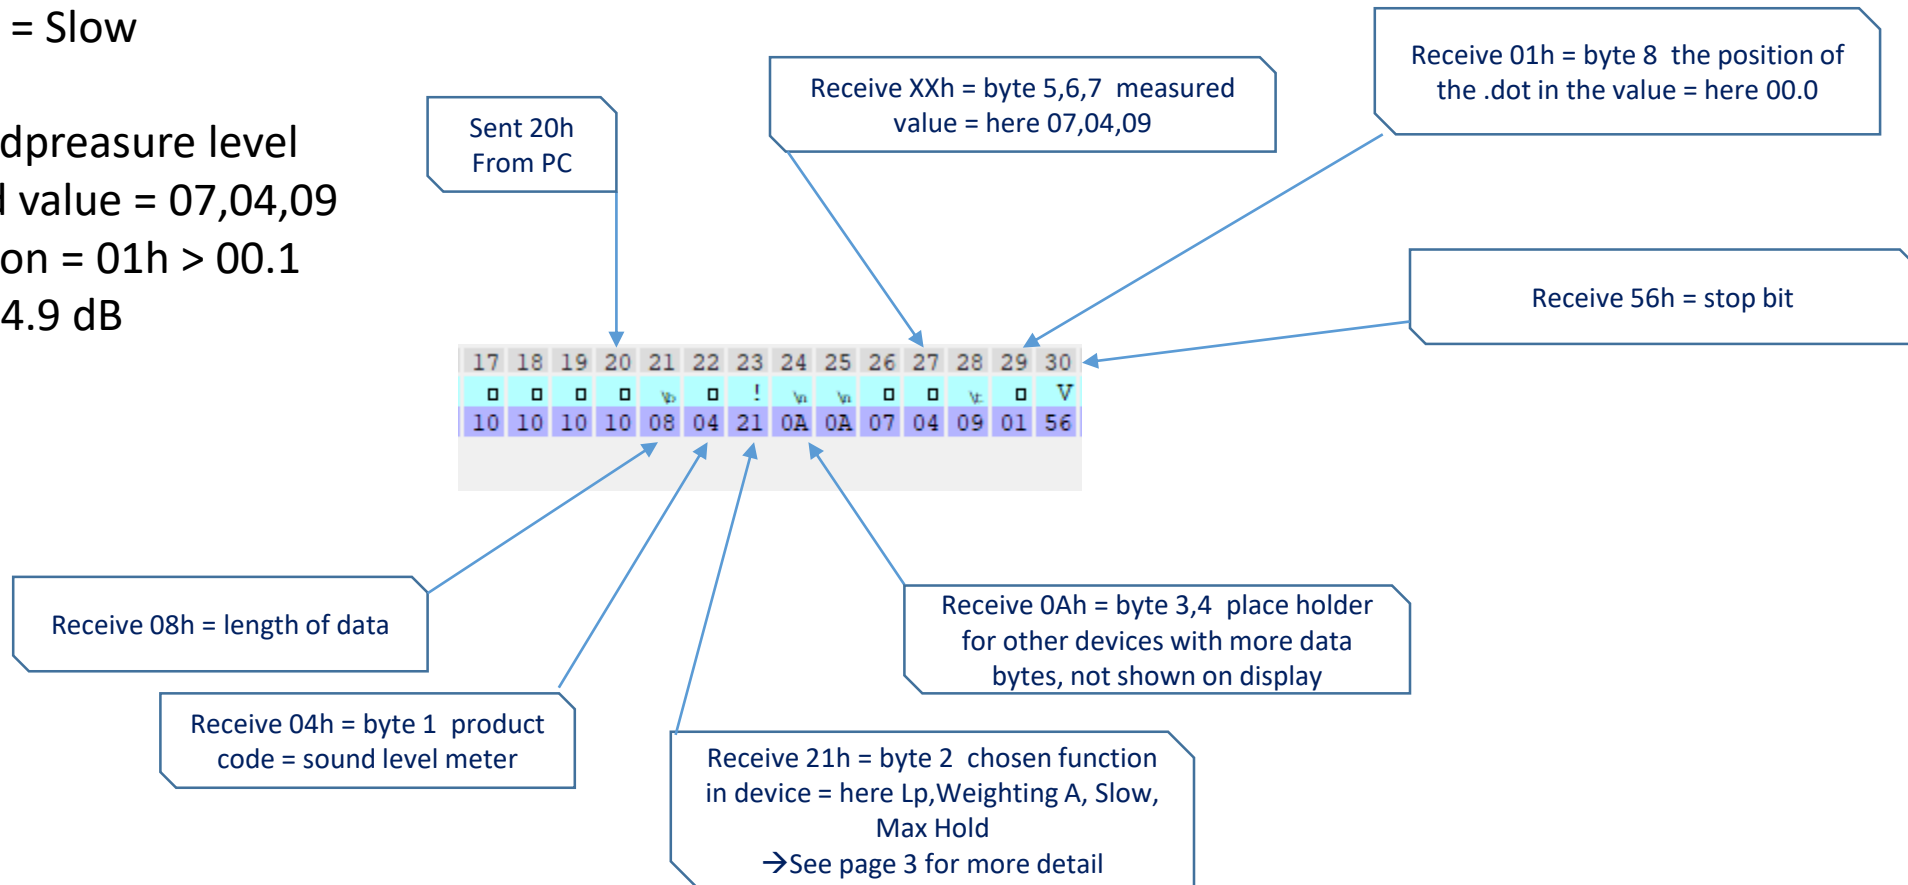 = Slow
dpreasure level
d value = 07,04,09
on = 01h > 00.1
4.9 dB
Sent 20h
From PC
Receive XXh = byte 5,6,7 measured
value = here 07,04,09
Receive 01h = byte 8 the position of
the .dot in the value = here 00.0
Receive 56h = stop bit
17 18 19 20 21 22 23 24 25 26 27 28 29 30
\b ! \n \n \t V
10 10 10 10 08 04 21 0A 0A 07 04 09 01 56
Receive 08h = length of data
Receive 04h = byte 1 product
code = sound level meter
Receive 21h = byte 2 chosen function
in device = here Lp,Weighting A, Slow,
Max Hold
→See page 3 for more detail
Receive 0Ah = byte 3,4 place holder
for other devices with more data
bytes, not shown on display